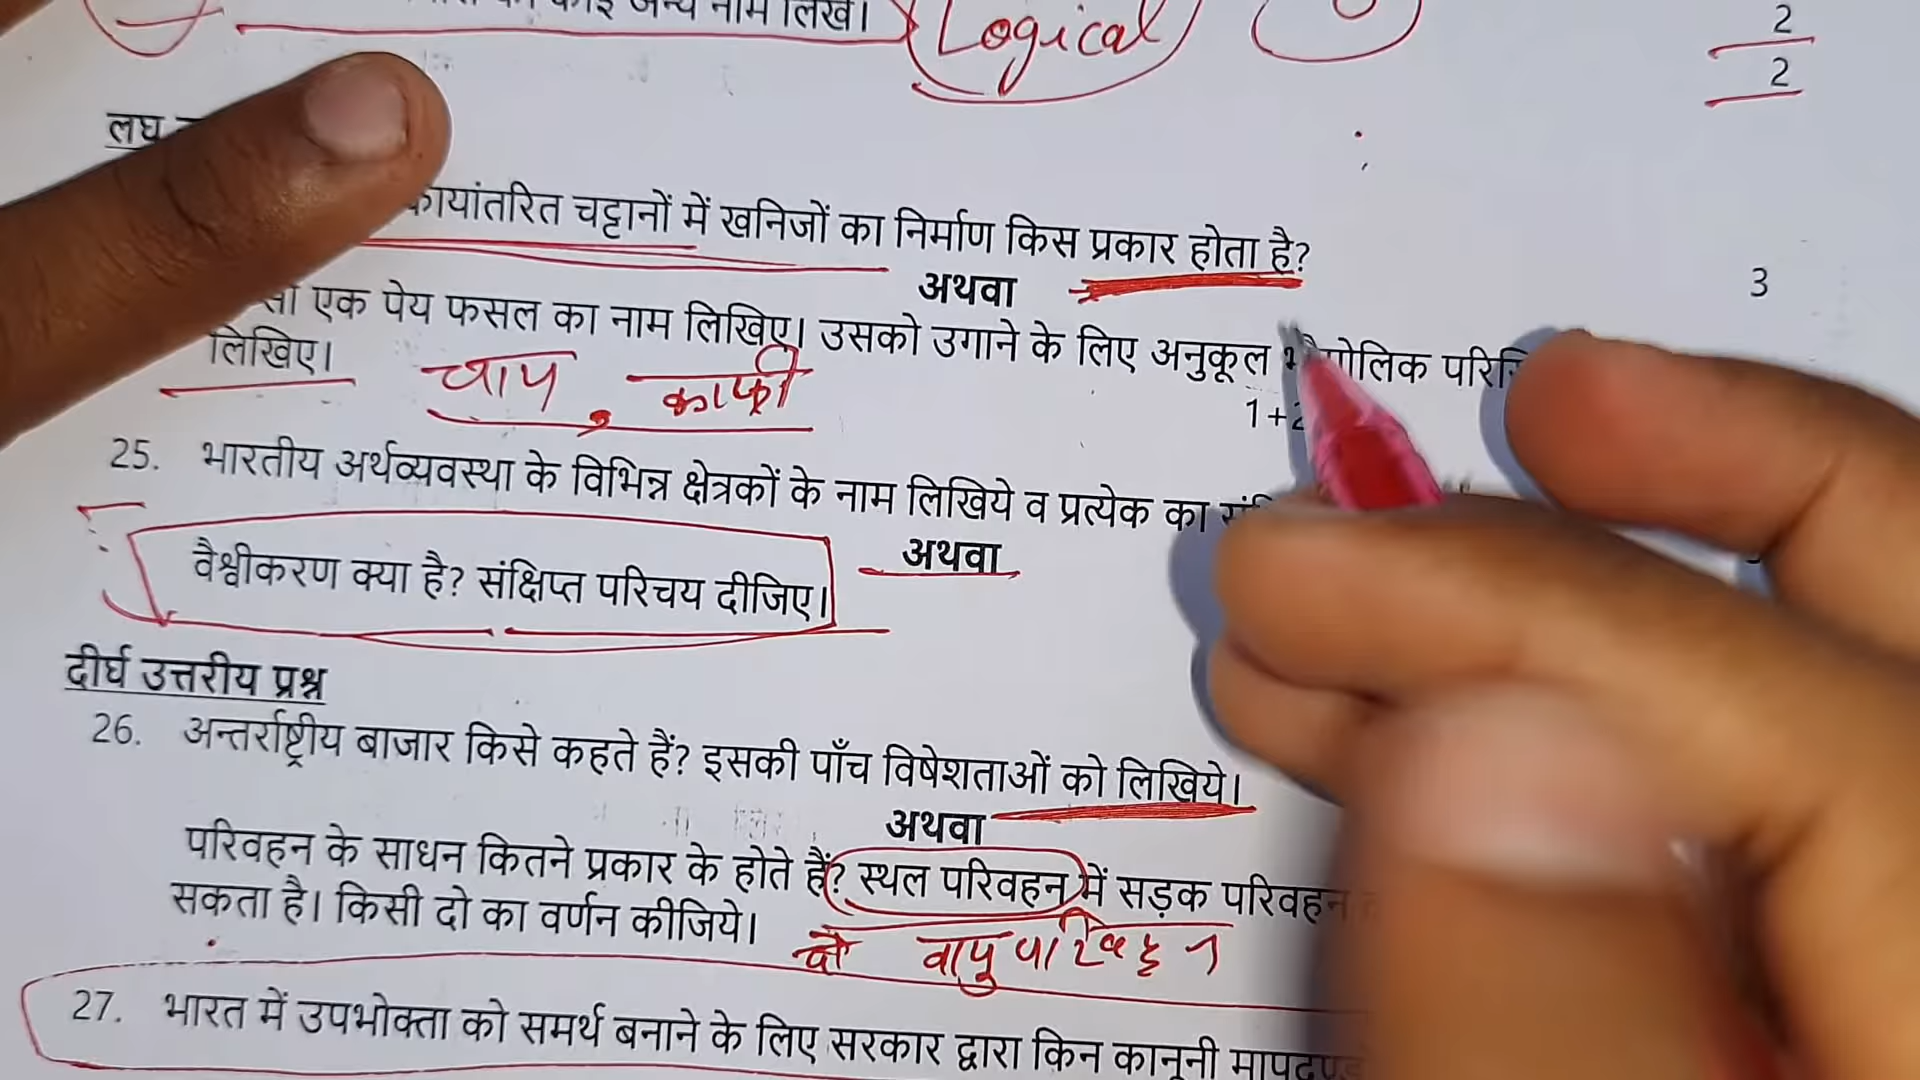 नाम लिखें।
Logical
2
2
लघ
कायांतरित चट्टानों में खनिजों का निर्माण किस प्रकार होता है?
अथवा
3
एक पेय फसल का नाम लिखिए। उसको उगाने के लिए अनुकूल
लिखिए।
चाय, काफी
1+2
25. भारतीय अर्थव्यवस्था के विभिन्न क्षेत्रकों के नाम लिखिये व प्रत्येक का
अथवा
वैश्वीकरण क्या है? संक्षिप्त परिचय दीजिए।
दीर्घ उत्तरीय प्रश्न
26. अन्तर्राष्ट्रीय बाजार किसे कहते हैं? इसकी पाँच विषेशताओं को लिखिये।
अथवा
परिवहन के साधन कितने प्रकार के होते हैं? स्थल परिवहन में सड़क परिवहन
सकता है। किसी दो का वर्णन कीजिये।
वायु परिवहन
27. भारत में उपभोक्ता को समर्थ बनाने के लिए सरकार द्वारा किन कानूनी